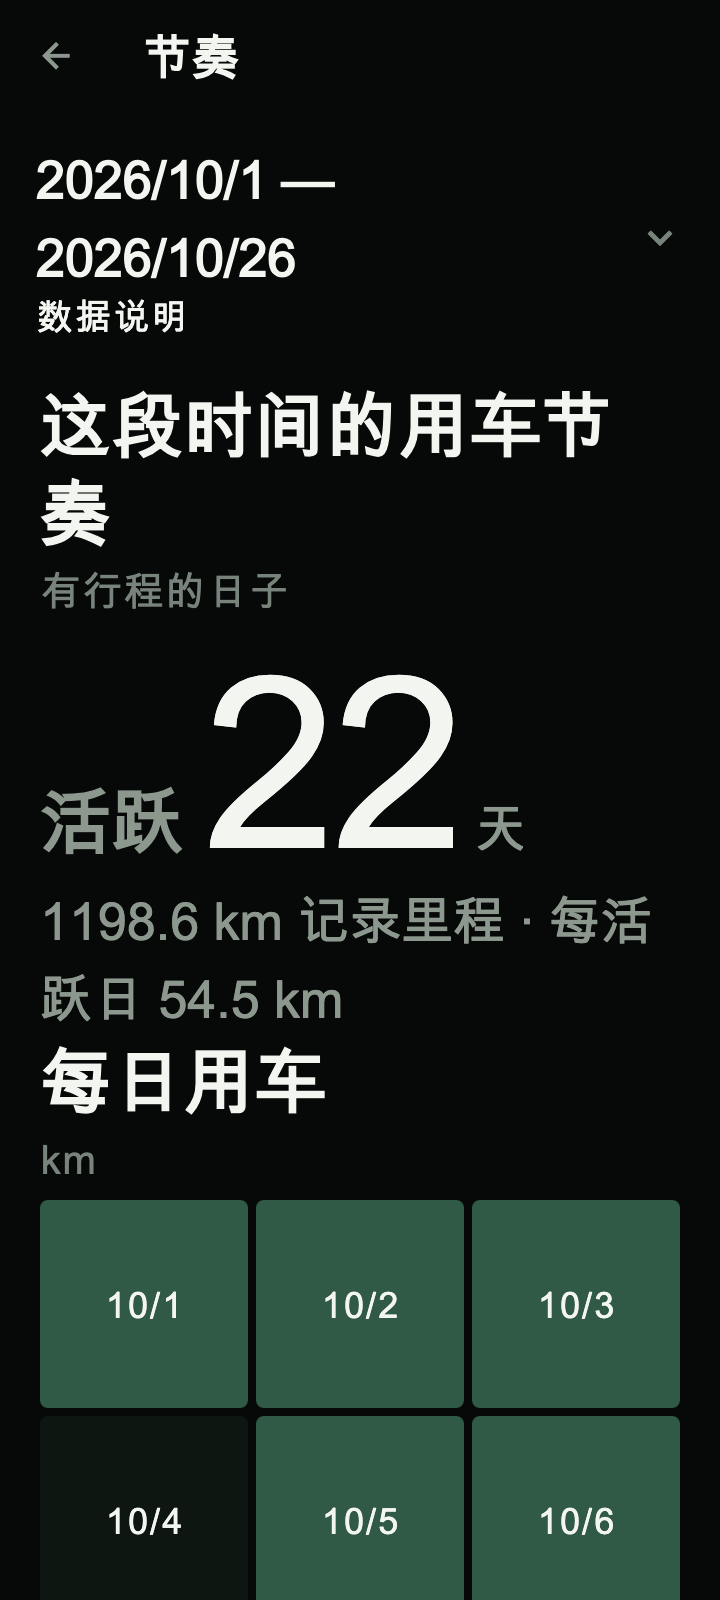 节奏
2026/10/1 —
2026/10/26
数据说明
这段时间的用车节
奏
有行程的日子
活跃 22 天
1198.6 km 记录里程 · 每活
跃日 54.5 km
每日用车
km
10/1 10/2 10/3
10/4 10/5 10/6